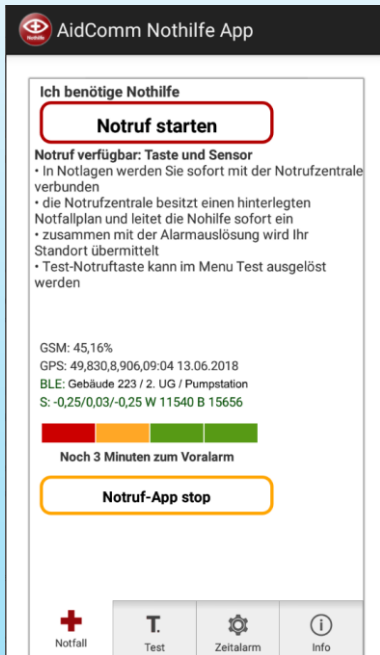 Nothilfe
AidComm Nothilfe App
Ich benötige Nothilfe
Notruf starten
Notruf verfügbar: Taste und Sensor
• In Notlagen werden Sie sofort mit der Notrufzentrale
verbunden
• die Notrufzentrale besitzt einen hinterlegten
Notfallplan und leitet die Nohilfe sofort ein
• zusammen mit der Alarmauslösung wird Ihr
Standort übermittelt
• Test-Notruftaste kann im Menu Test ausgelöst
werden
GSM: 45,16%
GPS: 49,830,8,906,09:04 13.06.2018
BLE: Gebäude 223 / 2. UG / Pumpstation
S: -0,25/0,03/-0,25 W 11540 B 15656
Noch 3 Minuten zum Voralarm
Notruf-App stop
T.
Notfall
Test
Zeitalarm
Info